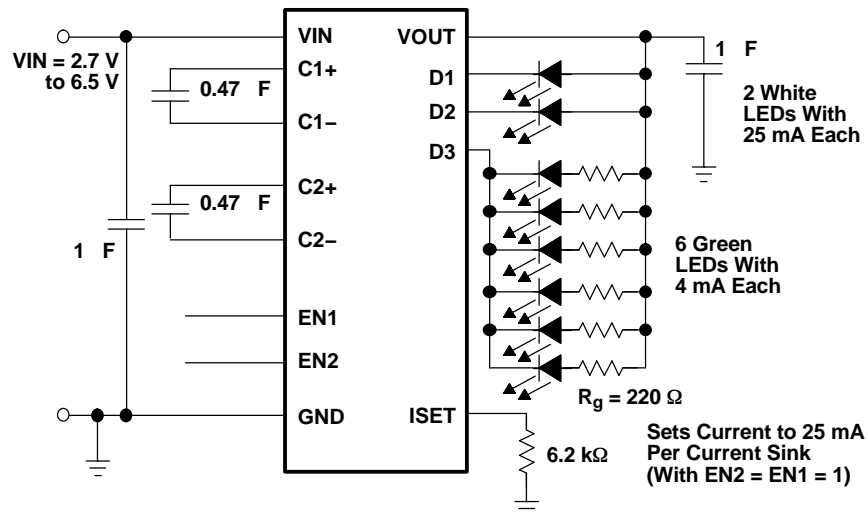 VIN
VOUT
VIN = 2.7 V
to 6.5 V
C1+
0.47 F
C1–
D1
D2
D3
1 F
2 White
LEDs With
25 mA Each
C2+
0.47 F
C2–
1 F
6 Green
LEDs With
4 mA Each
EN1
EN2
Rg = 220 Ω
GND
ISET
6.2 kΩ
Sets Current to 25 mA
Per Current Sink
(With EN2 = EN1 = 1)